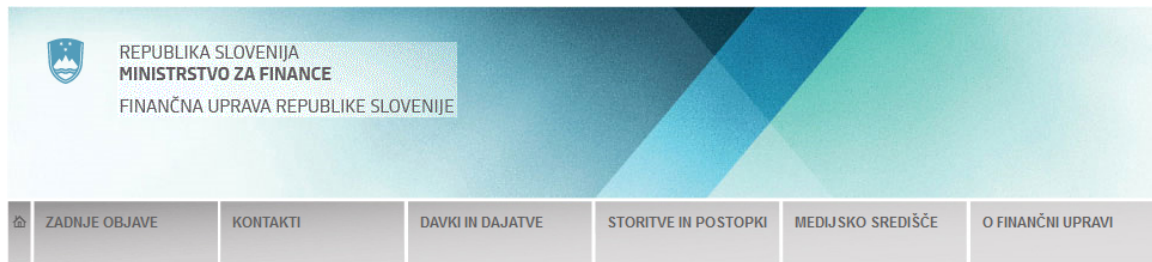 REPUBLIKA SLOVENIJA
MINISTRSTVO ZA FINANCE
FINANČNA UPRAVA REPUBLIKE SLOVENIJE
ZADNJE OBJAVE
KONTAKTI
DAVKI IN DAJATVE
STORITVE IN POSTOPKI
MEDIJSKO SREDIŠČE
O FINANČNI UPRAVI